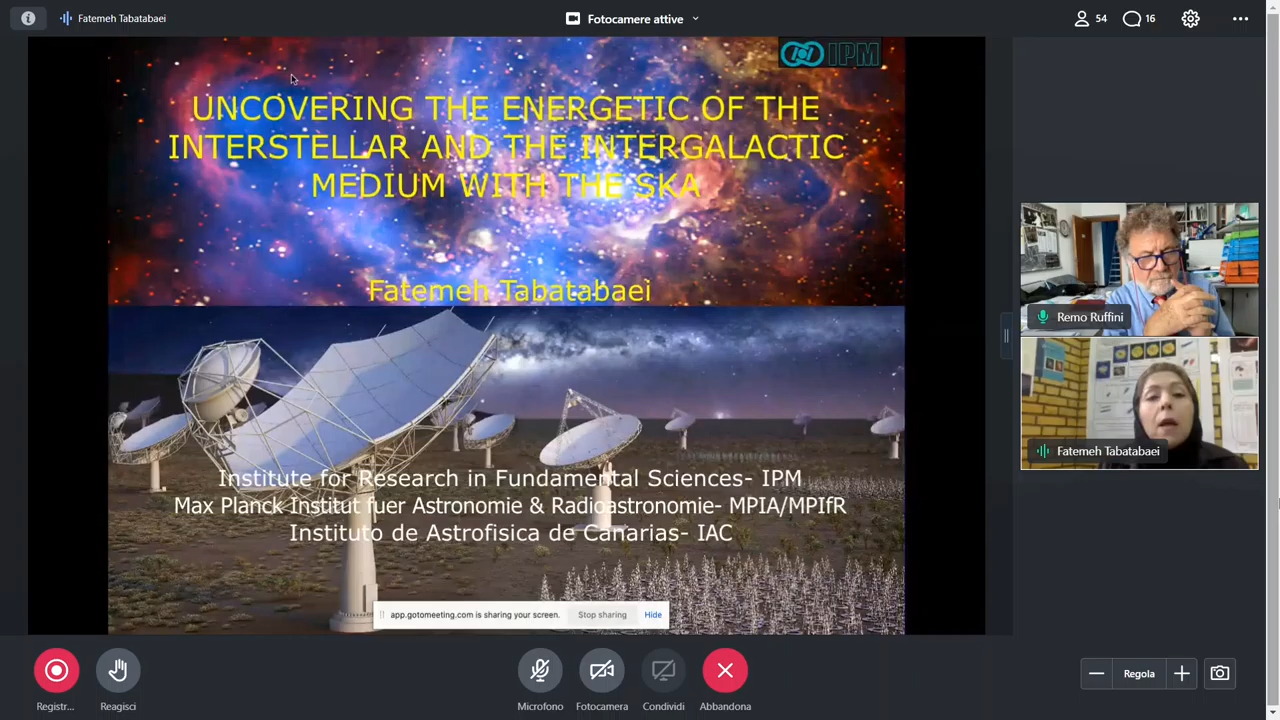 Fatemeh Tabatabaei
Fotocamere attive
54
16
IPM
UNCOVERING THE ENERGETIC OF THE
INTERSTELLAR AND THE INTERGALACTIC
MEDIUM WITH THE SKA
Fatemeh Tabatabaei
Institute for Research in Fundamental Sciences- IPM
Max Planck Institut fuer Astronomie & Radioastronomie- MPIA/MPIfR
Instituto de Astrofisica de Canarias- IAC
app.gotomeeting.com is sharing your screen.
Stop sharing
Hide
Remo Ruffini
Fatemeh Tabatabaei
Registr...
Reagisci
Microfono
Fotocamera
Condividi
Abbandona
Regola